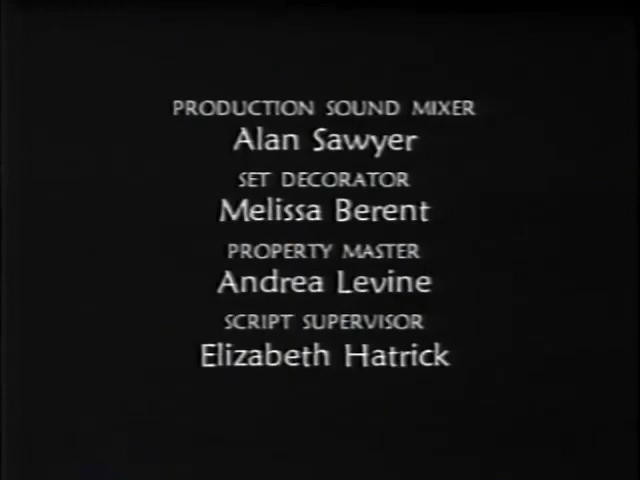 PRODUCTION SOUND MIXER
Alan Sawyer
SET DECORATOR
Melissa Berent
PROPERTY MASTER
Andrea Levine
SCRIPT SUPERVISOR
Elizabeth Hatrick